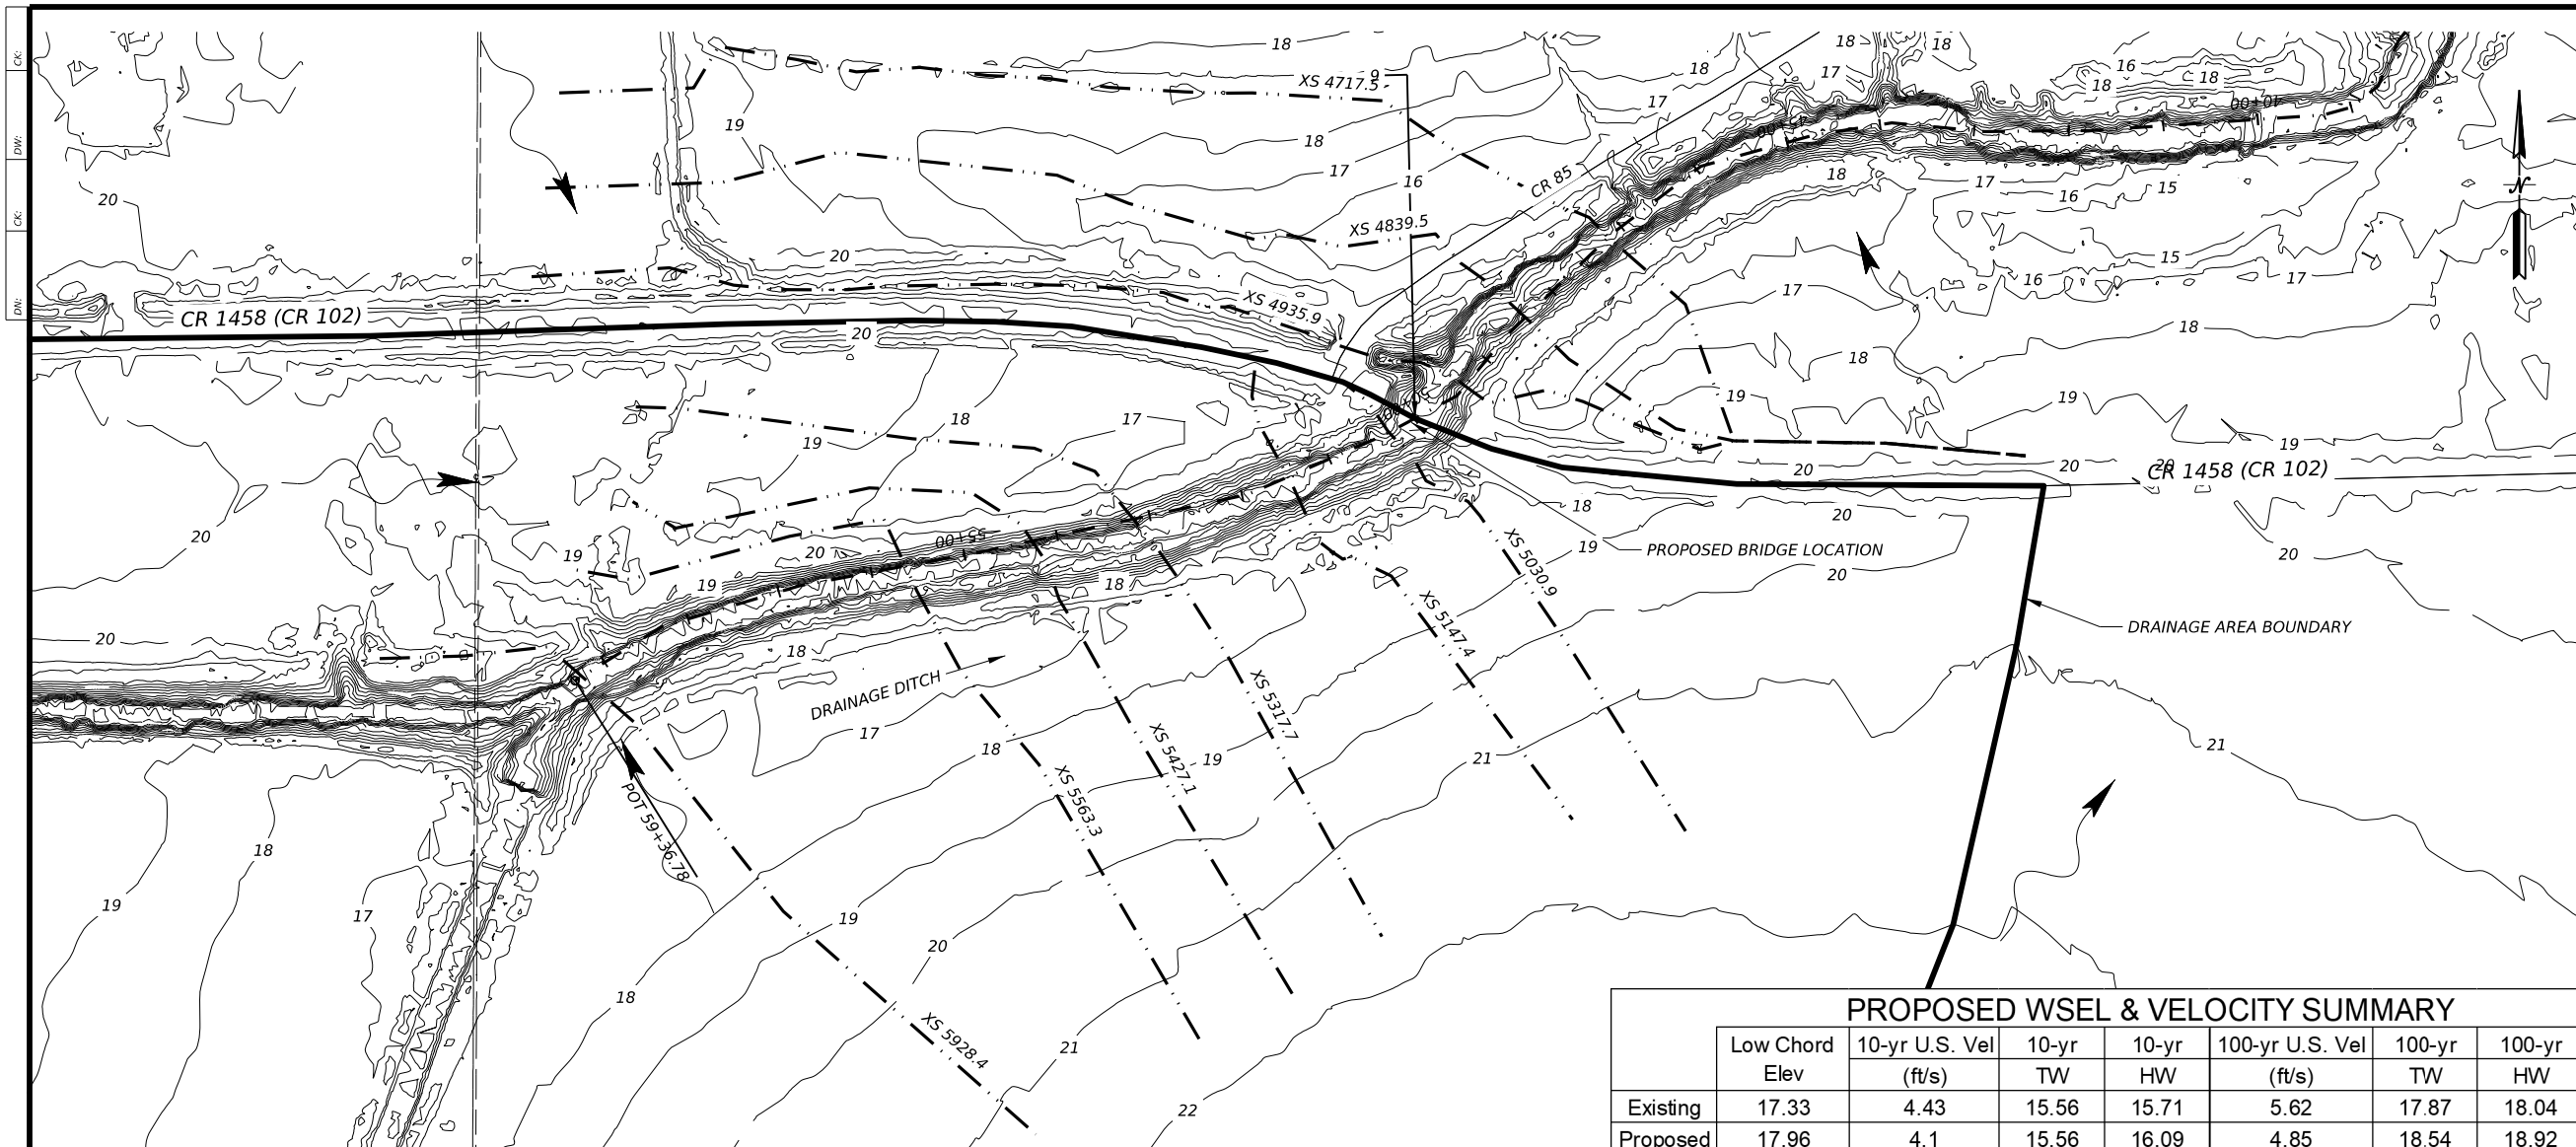 CK:
DW:
CK:
DN:
18
9
XS 4717.5
18
17
18
17
18
16
18
18
40+00
45+00
19
18
17
16
CR 85
20
XS 4839.5
18
17
16
15
N
20
15
16
17
17
XS 4935.9
CR 1458 (CR 102)
20
18
18
19
19
18
17
19
19
20
20
20
CR 1458 (CR 102)
18
20
20
20
19
PROPOSED BRIDGE LOCATION
20
55+00
20
19
19
18
XS 5030.9
XS 5147.4
DRAINAGE AREA BOUNDARY
20
18
DRAINAGE DITCH
17
18
19
21
21
XS 5317.7
XS 5427.1
XS 5563.3
POT 59+36.78
18
19
17
19
20
18
XS 5928.4
21
22
PROPOSED WSEL & VELOCITY SUMMARY
Low Chord Elev 10-yr U.S. Vel (ft/s) 10-yr TW 10-yr HW 100-yr U.S. Vel (ft/s) 100-yr TW 100-yr HW
Existing 17.33 4.43 15.56 15.71 5.62 17.87 18.04
Proposed 17.96 4.1 15.56 16.09 4.85 18.54 18.92